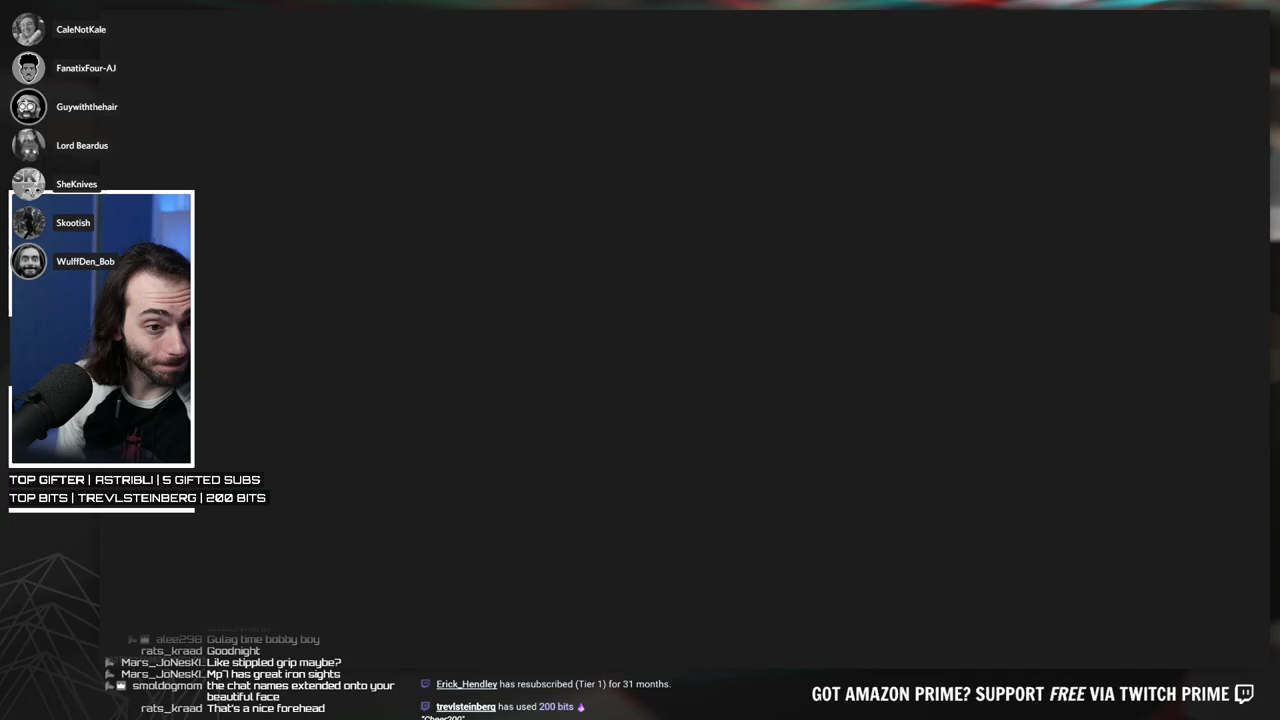 CaleNotKale
FanatixFour-AJ
Guywiththehair
Lord Beardus
SheKnives
Skootish
WulffDen_Bob
TOP GIFTER | ASTRIBLI | 5 GIFTED SUBS
TOP BITS | TREVLSTEINBERG | 200 BITS
alee298 Gulag time bobby boy
rats_kraad Goodnight
Mars_JoNesKI... Like stippled grip maybe?
Mars_JoNesKI... Mp7 has great iron sights
smoldogmom the chat names extended onto your
beautiful face
rats_kraad That's a nice forehead
Erick_Hendley has resubscribed (Tier 1) for 31 months.
trevlsteinberg has used 200 bits
"Cheer200"
GOT AMAZON PRIME? SUPPORT FREE VIA TWITCH PRIME